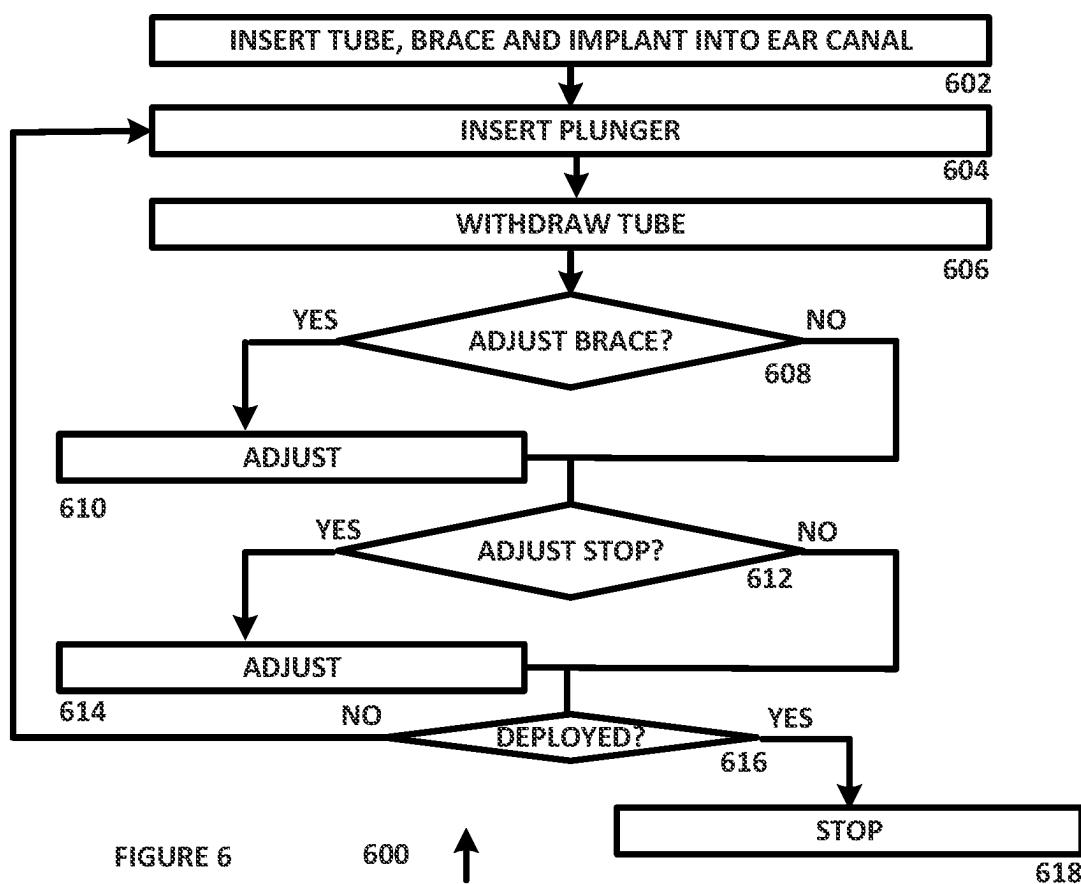 INSERT TUBE, BRACE AND IMPLANT INTO EAR CANAL
602
INSERT PLUNGER
604
WITHDRAW TUBE
606
YES
NO
ADJUST BRACE?
608
ADJUST
610
YES
NO
ADJUST STOP?
612
ADJUST
614
NO
YES
DEPLOYED?
616
STOP
FIGURE 6
600
618